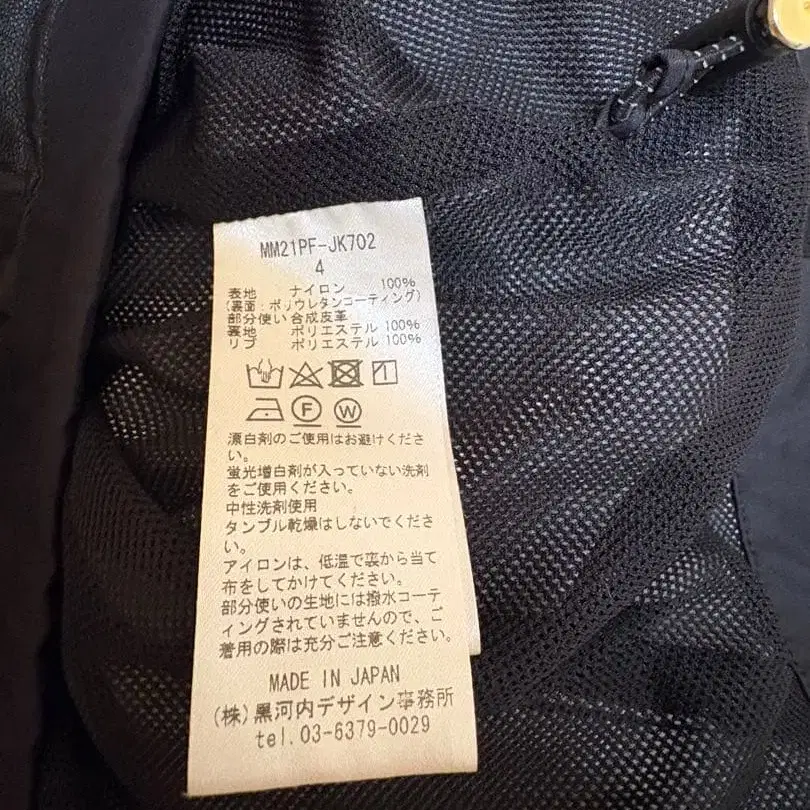 MM21PF-JK702
4
表地 ナイロン 100%
(裏面：ポリウレタンコーティング)
部分使い 合成皮革
裏地 ポリエステル 100%
リブ ポリエステル 100%
F W
漂白剤のご使用はお避けくださ
い。
蛍光増白剤が入っていない洗剤
をご使用ください。
中性洗剤使用
タンブル乾燥はしないでくださ
い。
アイロンは、低温で裏から当て
布をしてかけてください。
部分使いの生地には撥水コーテ
ィングされていませんので、ご
着用の際は充分ご注意ください。
MADE IN JAPAN
(株)黒河内デザイン事務所
tel.03-6379-0029